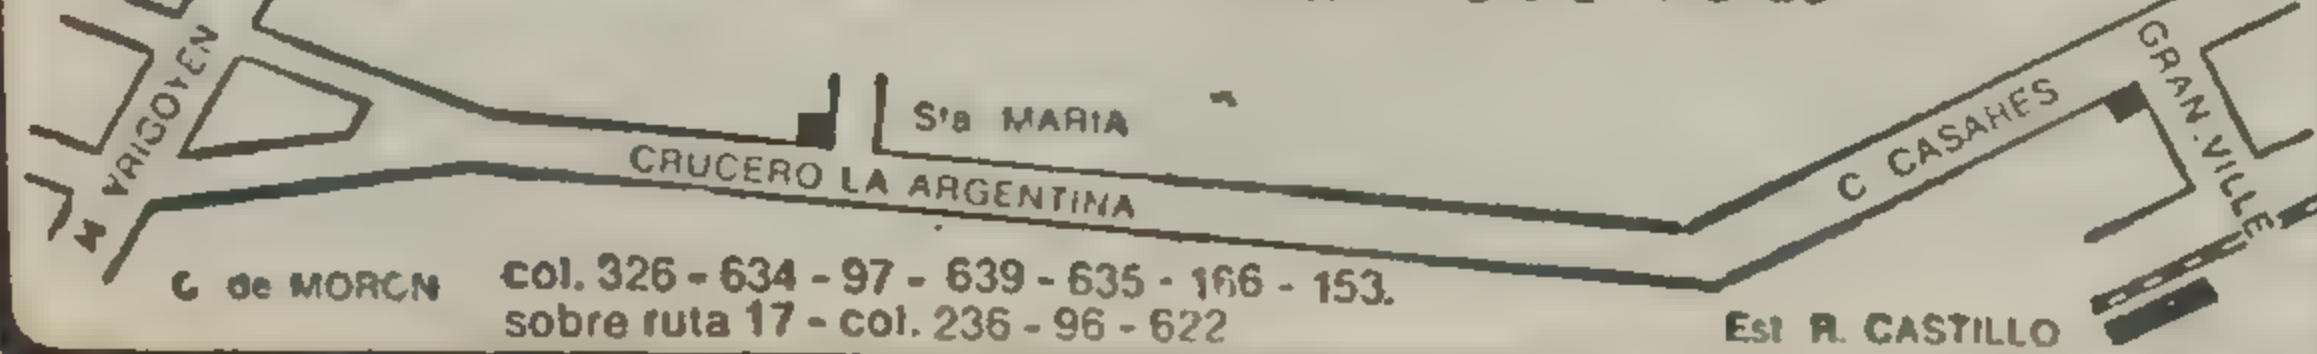 YRIGOYEN
Sta MARIA
GRAN.VILLE
C CASARES
CRUCERO LA ARGENTINA
C de MORON
col. 326 - 634 - 97 - 639 - 635 - 166 - 153.
sobre ruta 17 - col. 236 - 96 - 622
Est R. CASTILLO